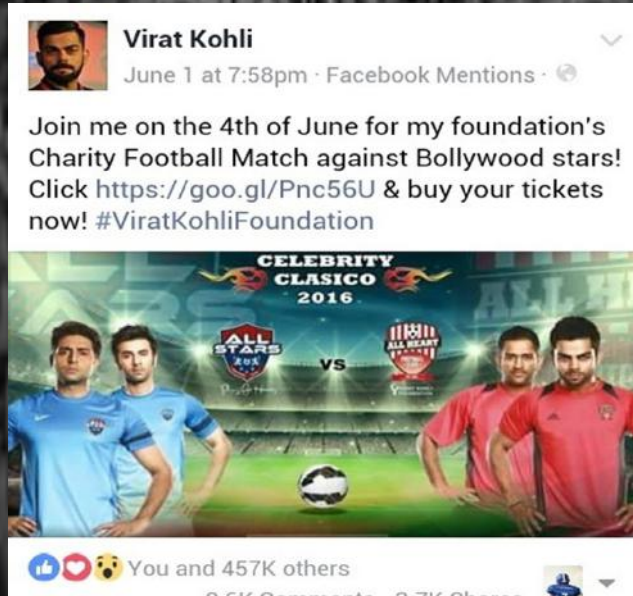 Virat Kohli
June 1 at 7:58pm · Facebook Mentions ·
Join me on the 4th of June for my foundation's
Charity Football Match against Bollywood stars!
Click https://goo.gl/Pnc56U & buy your tickets
now! #ViratKohliFoundation
CELEBRITY
CLASICO
2016
ALL
STARS
ALL HEART
VS
You and 457K others